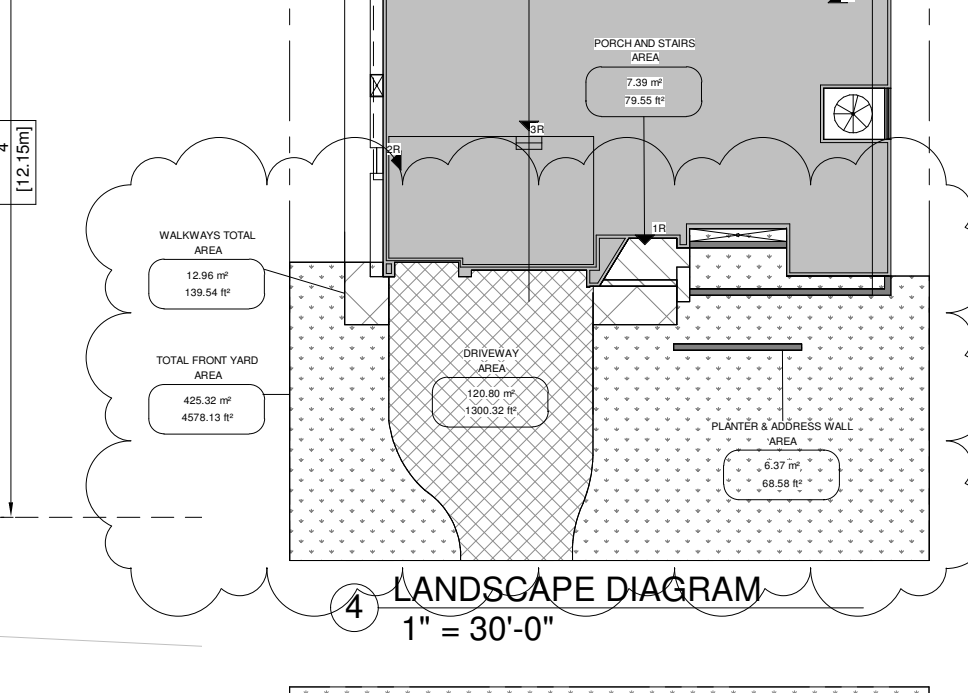 PORCH AND STAIRS
AREA
7.39 m²
79.55 ft²
3R
2R
4
[12.15m]
1R
WALKWAYS TOTAL
AREA
12.96 m²
139.54 ft²
TOTAL FRONT YARD
AREA
425.32 m²
4578.13 ft²
DRIVEWAY
AREA
120.80 m²
1300.32 ft²
PLANTER & ADDRESS WALL
AREA
6.37 m²
68.58 ft²
4
LANDSCAPE DIAGRAM
1" = 30'-0"